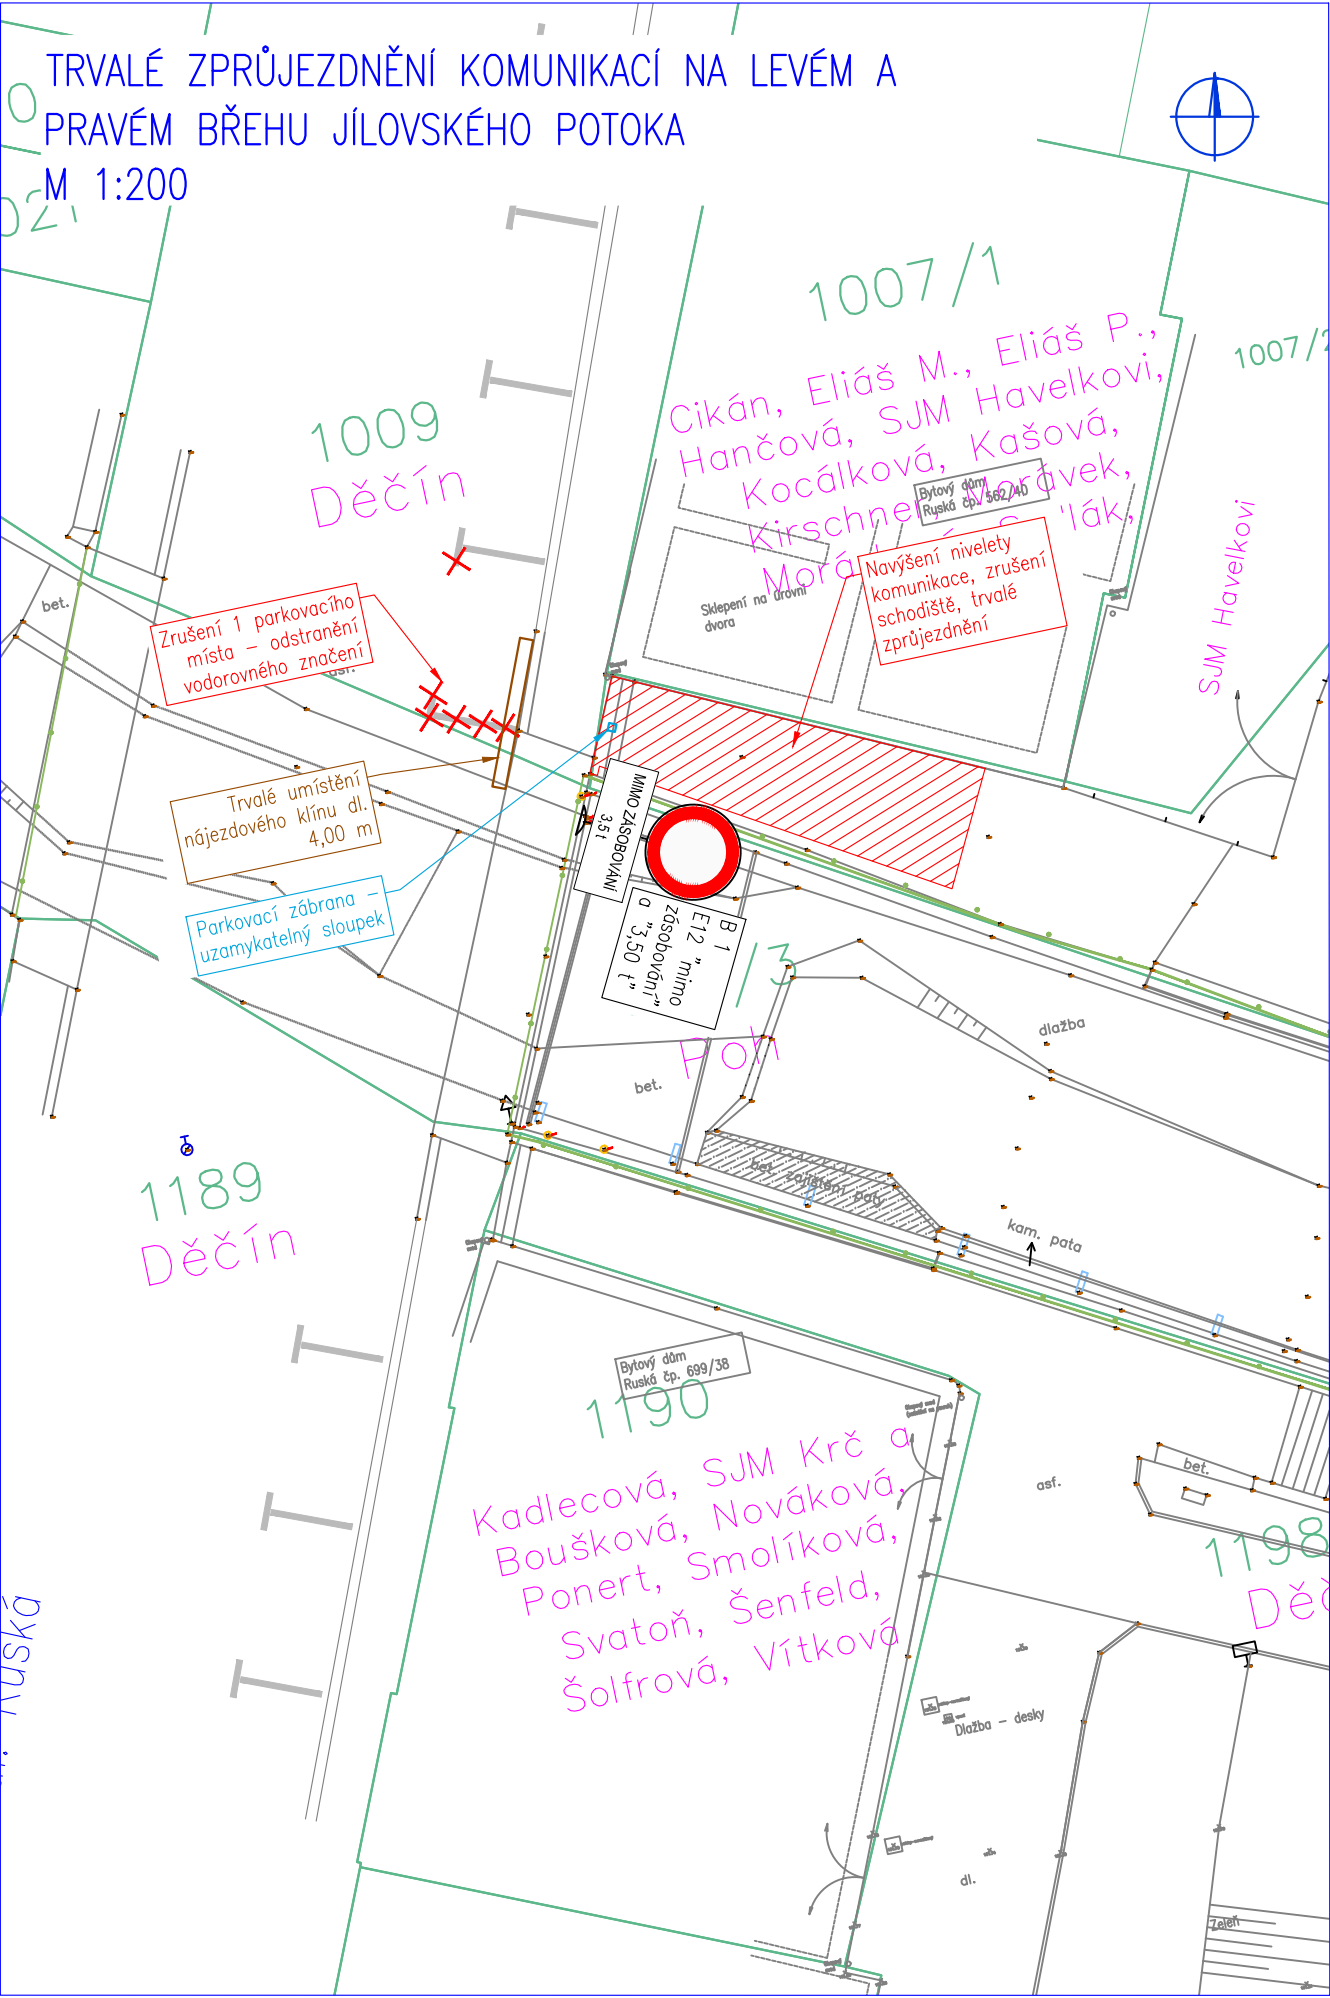 TRVALÉ ZPRŮJEZDNĚNÍ KOMUNIKACÍ NA LEVÉM A
PRAVÉM BŘEHU JÍLOVSKÉHO POTOKA
M 1:200
1007/1
Cikán, Eliáš M., Eliáš P.,
Hančová, SJM Havelkovi,
Kocálková, Kašová,
Kirschner, Morávek,
1009
Děčín
Bytový dům
Ruská čp. 562/40
SJM Havelkovi
Navýšení nivelety
komunikace, zrušení
schodiště, trvalé
zprůjezdnění
Sklepení na úrovni
dvora
bet.
Zrušení 1 parkovacího
místa – odstranění
vodorovného značení
Trvalé umístění
nájezdového klínu dl.
4,00 m
Parkovací zábrana –
uzamykatelný sloupek
MIMO ZÁSOBOVÁNÍ
3,5 t
B 1
E12 "mimo
zásobování"
a "3,50 t"
dlažba
bet.
bet. zajištění paty
kam. pata
1189
Děčín
Bytový dům
Ruská čp. 699/38
1190
Kadlecová, SJM Krč a
Boušková, Nováková,
Ponert, Smolíková,
Svatoň, Šenfeld,
Šolfrová, Vítková
asf.
bet.
1198
Ruská
Dlažba – desky
dl.
Zeleň